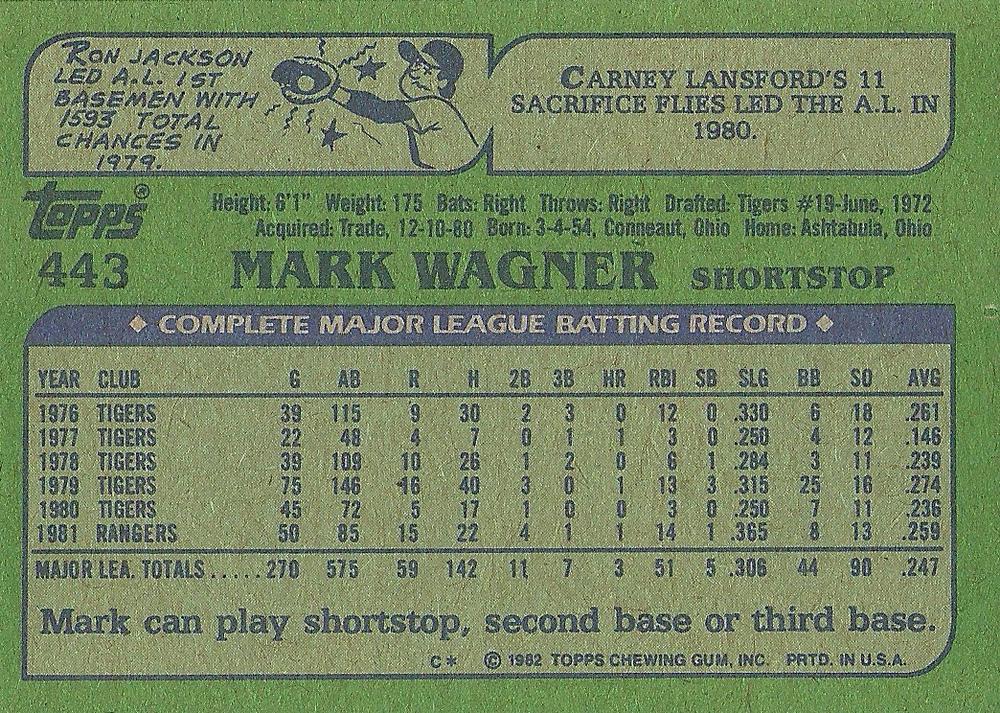 RON JACKSON
LED A.L. 1ST
BASEMEN WITH
1593 TOTAL
CHANCES IN
1979.
CARNEY LANSFORD'S 11
SACRIFICE FLIES LED THE A.L. IN
1980.
TOPPS®
Height: 6'1" Weight: 175 Bats: Right Throws: Right Drafted: Tigers #19-June, 1972
Acquired: Trade, 12-10-80 Born: 3-4-54, Conneaut, Ohio Home: Ashtabula, Ohio
443 MARK WAGNER SHORTSTOP
◆ COMPLETE MAJOR LEAGUE BATTING RECORD ◆
YEAR CLUB G AB R H 2B 3B HR RBI SB SLG BB SO AVG
1976 TIGERS 39 115 9 30 2 3 0 12 0 .330 6 18 .261
1977 TIGERS 22 48 4 7 0 1 1 3 0 .250 4 12 .146
1978 TIGERS 39 109 10 26 1 2 0 6 1 .284 3 11 .239
1979 TIGERS 75 146 16 40 3 0 1 13 3 .315 25 16 .274
1980 TIGERS 45 72 5 17 1 0 0 3 0 .250 7 11 .236
1981 RANGERS 50 85 15 22 4 1 1 14 1 .365 8 13 .259
MAJOR LEA. TOTALS.....270 575 59 142 11 7 3 51 5 .306 44 90 .247
Mark can play shortstop, second base or third base.
C* © 1982 TOPPS CHEWING GUM, INC. PRTD. IN U.S.A.